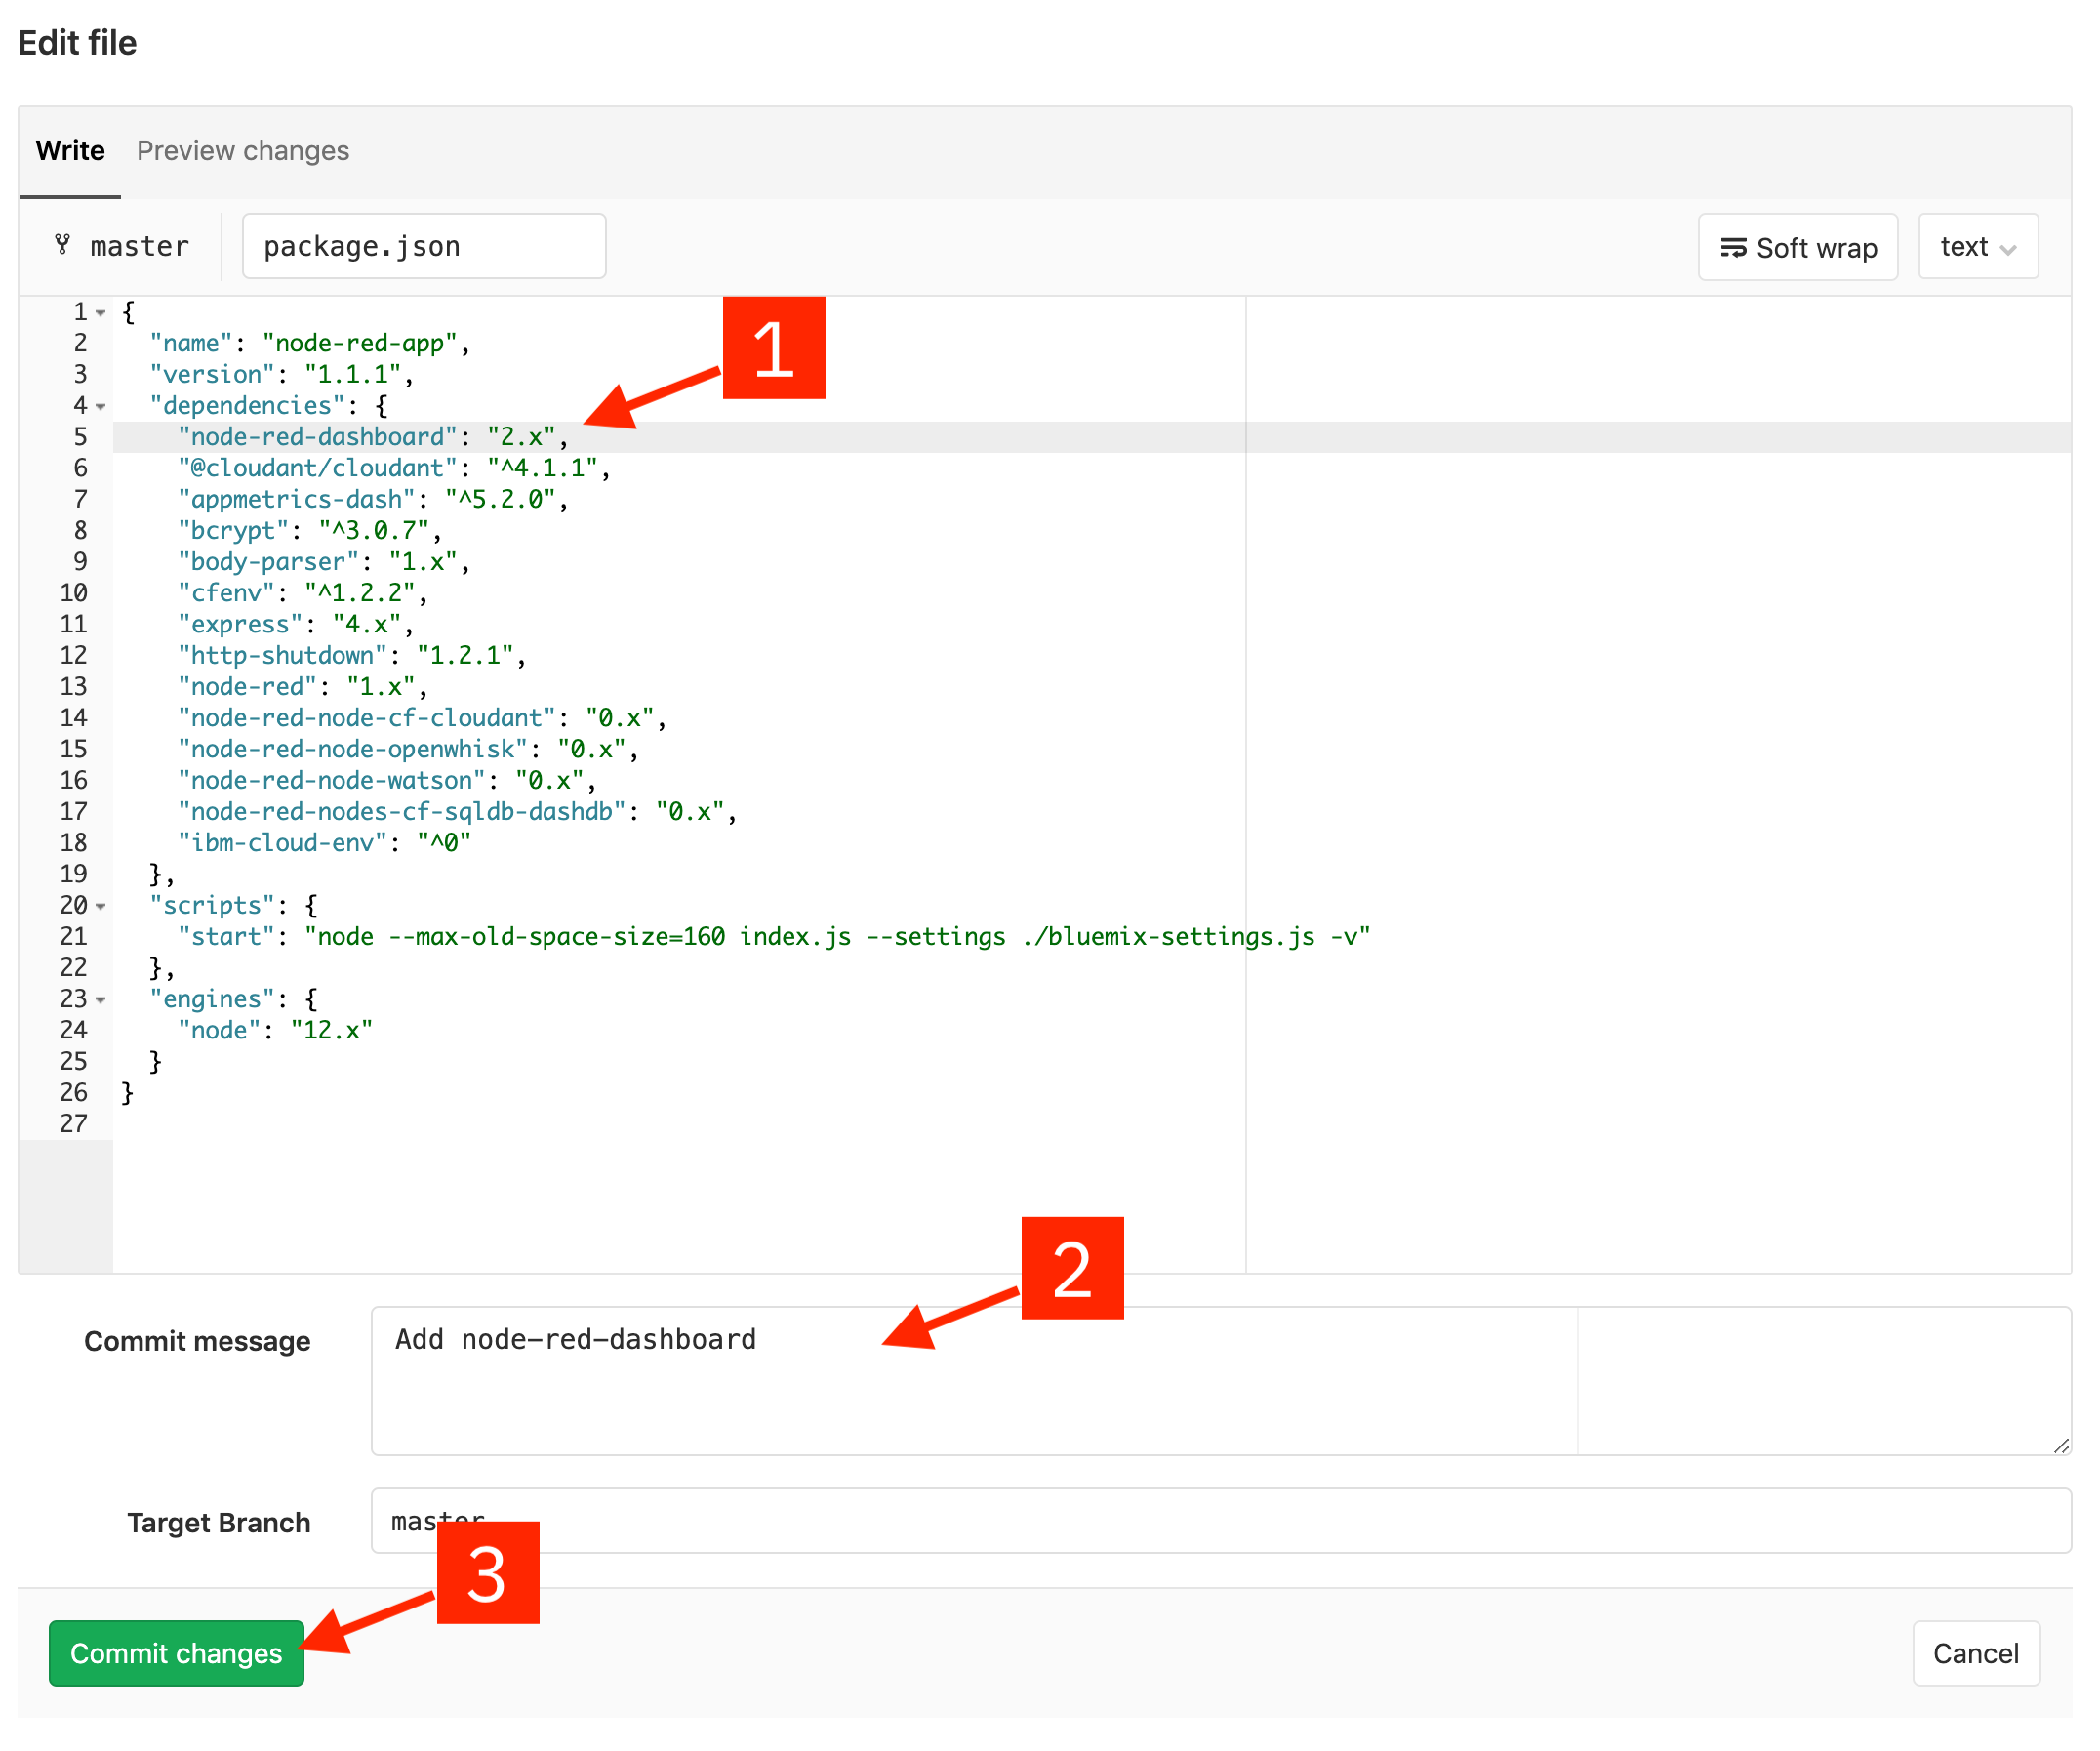 Edit file
Write Preview changes
master package.json Soft wrap text
1 {
2   "name": "node-red-app",
3   "version": "1.1.1",
4   "dependencies": {
5     "node-red-dashboard": "2.x",
6     "@cloudant/cloudant": "^4.1.1",
7     "appmetrics-dash": "^5.2.0",
8     "bcrypt": "^3.0.7",
9     "body-parser": "1.x",
10     "cfenv": "^1.2.2",
11     "express": "4.x",
12     "http-shutdown": "1.2.1",
13     "node-red": "1.x",
14     "node-red-node-cf-cloudant": "0.x",
15     "node-red-node-openwhisk": "0.x",
16     "node-red-node-watson": "0.x",
17     "node-red-nodes-cf-sqldb-dashdb": "0.x",
18     "ibm-cloud-env": "^0"
19   },
20   "scripts": {
21     "start": "node --max-old-space-size=160 index.js --settings ./bluemix-settings.js -v"
22   },
23   "engines": {
24     "node": "12.x"
25   }
26 }
27
1
2
Commit message Add node-red-dashboard
Target Branch master
3
Commit changes Cancel